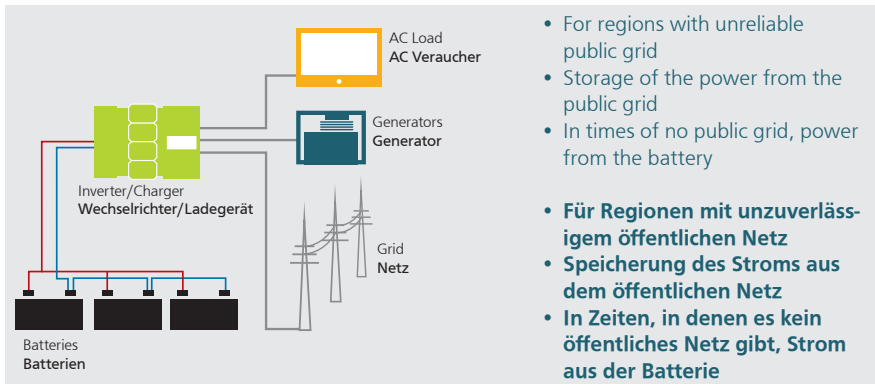 AC Load
AC Veraucher
Generators
Generator
Inverter/Charger
Wechselrichter/Ladegerät
Grid
Netz
Batteries
Batterien
• For regions with unreliable
public grid
• Storage of the power from the
public grid
• In times of no public grid, power
from the battery
• Für Regionen mit unzuverläss-
igem öffentlichen Netz
• Speicherung des Stroms aus
dem öffentlichen Netz
• In Zeiten, in denen es kein
öffentliches Netz gibt, Strom
aus der Batterie